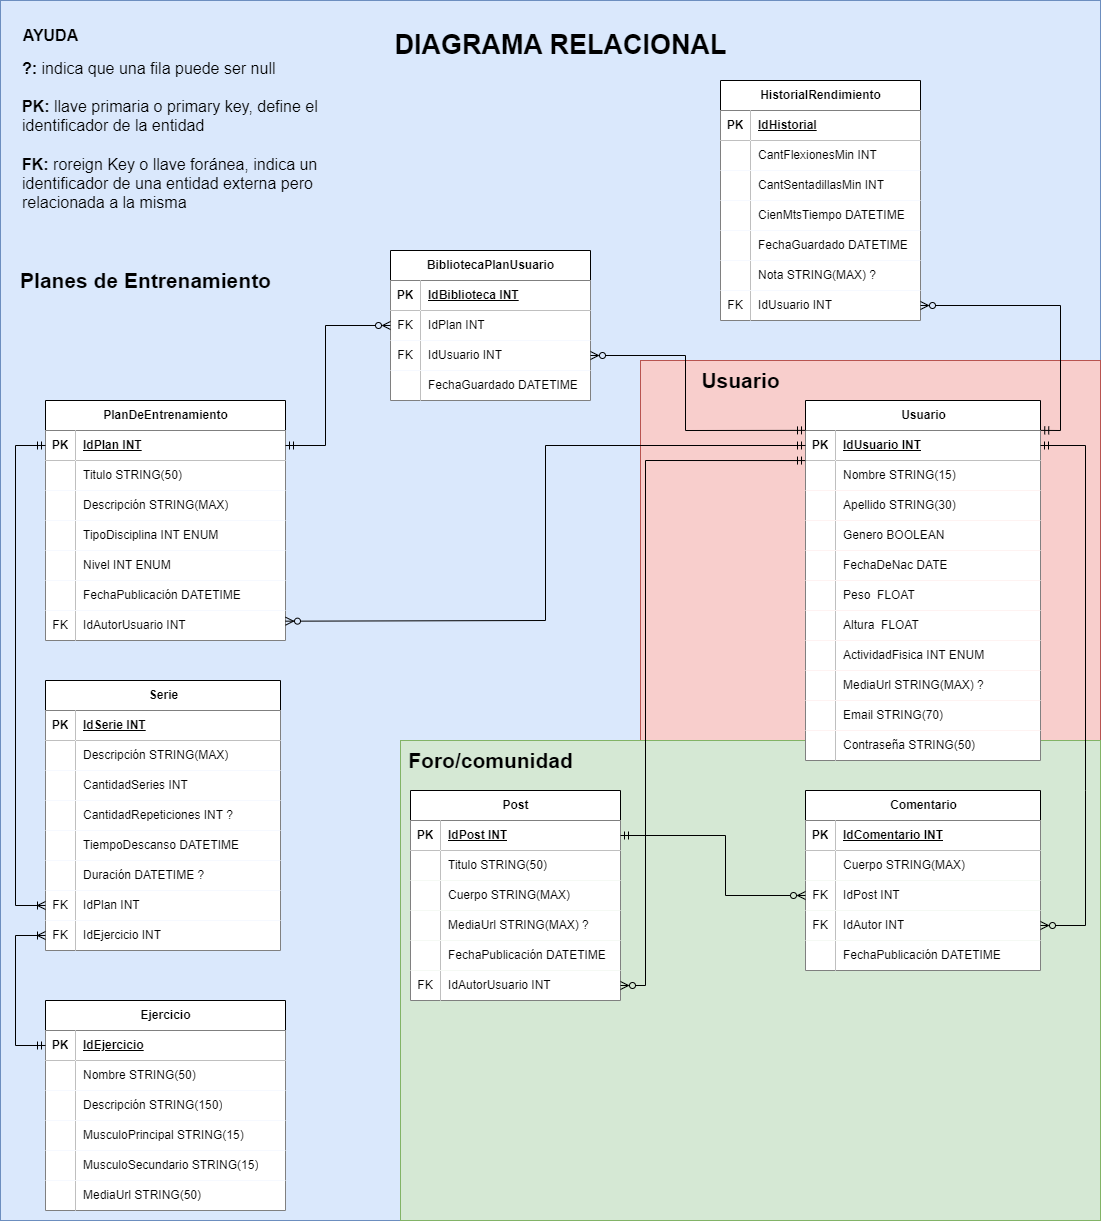 AYUDA
?: indica que una fila puede ser null
PK: llave primaria o primary key, define el
identificador de la entidad
FK: roreign Key o llave foránea, indica un
identificador de una entidad externa pero
relacionada a la misma
DIAGRAMA RELACIONAL
HistorialRendimiento
PK IdHistorial
CantFlexionesMin INT
CantSentadillasMin INT
CienMtsTiempo DATETIME
FechaGuardado DATETIME
Nota STRING(MAX) ?
FK IdUsuario INT
Planes de Entrenamiento
BibliotecaPlanUsuario
PK IdBiblioteca INT
FK IdPlan INT
FK IdUsuario INT
FechaGuardado DATETIME
PlanDeEntrenamiento
PK IdPlan INT
Titulo STRING(50)
Descripción STRING(MAX)
TipoDisciplina INT ENUM
Nivel INT ENUM
FechaPublicación DATETIME
FK IdAutorUsuario INT
Usuario
Usuario
PK IdUsuario INT
Nombre STRING(15)
Apellido STRING(30)
Genero BOOLEAN
FechaDeNac DATE
Peso FLOAT
Altura FLOAT
ActividadFisica INT ENUM
MediaUrl STRING(MAX) ?
Email STRING(70)
Contraseña STRING(50)
Serie
PK IdSerie INT
Descripción STRING(MAX)
CantidadSeries INT
CantidadRepeticiones INT ?
TiempoDescanso DATETIME
Duración DATETIME ?
FK IdPlan INT
FK IdEjercicio INT
Foro/comunidad
Post
PK IdPost INT
Titulo STRING(50)
Cuerpo STRING(MAX)
MediaUrl STRING(MAX) ?
FechaPublicación DATETIME
FK IdAutorUsuario INT
Comentario
PK IdComentario INT
Cuerpo STRING(MAX)
FK IdPost INT
FK IdAutor INT
FechaPublicación DATETIME
Ejercicio
PK IdEjercicio
Nombre STRING(50)
Descripción STRING(150)
MusculoPrincipal STRING(15)
MusculoSecundario STRING(15)
MediaUrl STRING(50)